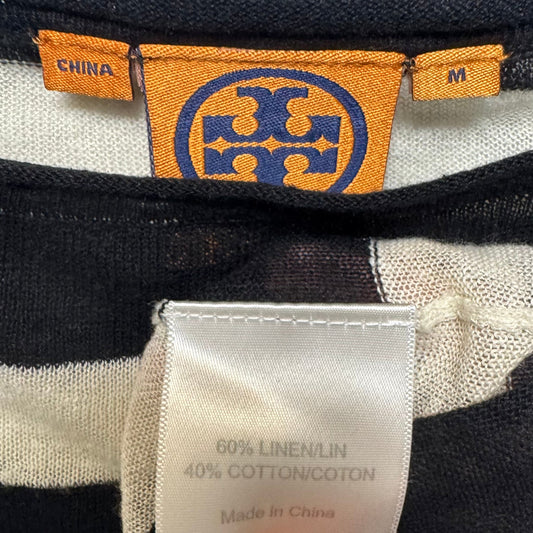 CHINA
M
60% LINEN/LIN
40% COTTON/COTON
Made in China